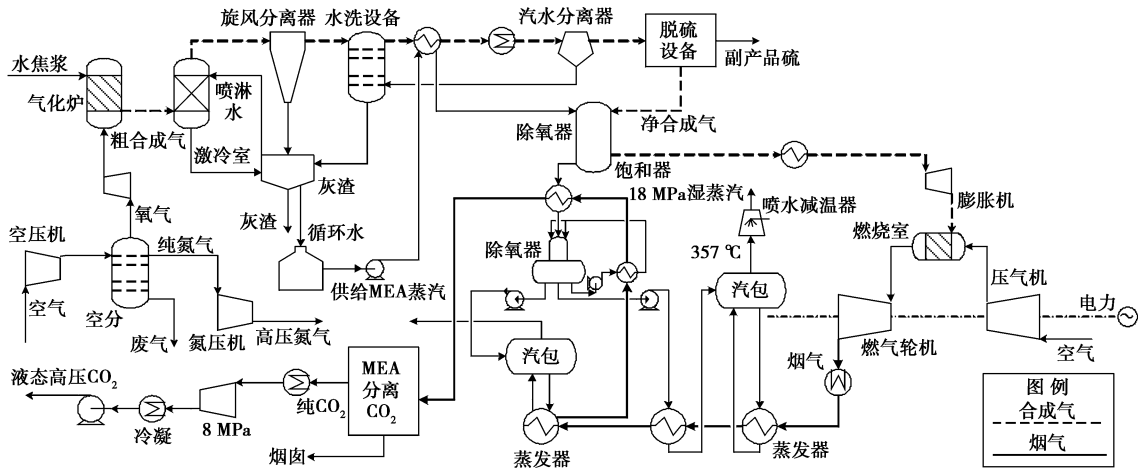 旋风分离器
水洗设备
汽水分离器
水焦浆
脱硫
设备
副产品硫
气化炉
喷淋
水
粗合成气
除氧器
净合成气
激冷室
饱和器
灰渣
18 MPa湿蒸汽
膨胀机
氧气
灰渣
喷水减温器
空压机
纯氮气
循环水
除氧器
357 ℃
燃烧室
供给MEA蒸汽
汽包
压气机
空气
空分
电力
废气
氮压机
高压氮气
汽包
燃气轮机
空气
烟气
MEA
分离
CO₂
液态高压CO₂
纯CO₂
图 例
合成气
烟气
冷凝
8 MPa
烟囱
蒸发器
蒸发器